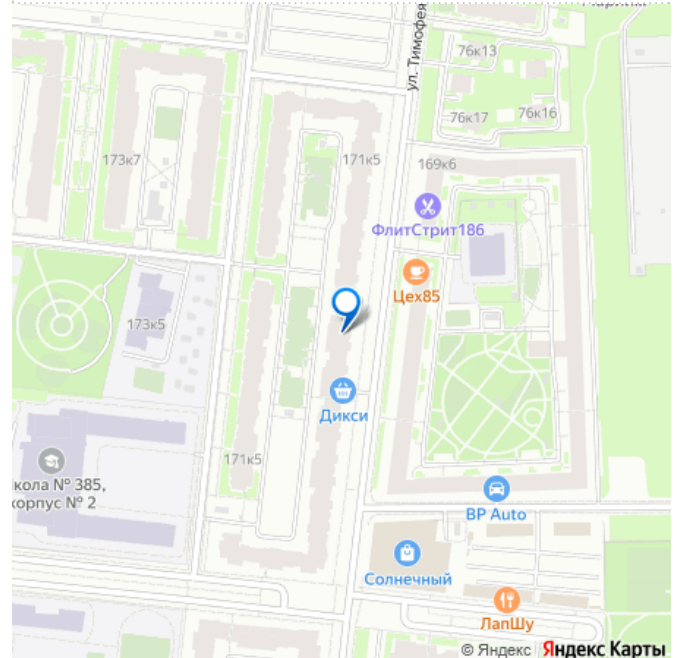 76к13
ул. Тимофея
76к17
76к16
173к7
171к5
169к6
ФлитСтрит186
Цех85
173к5
Дикси
171к5
кола № 385,
корпус № 2
BP Auto
Солнечный
ЛапШу
© Яндекс Яндекс Карты